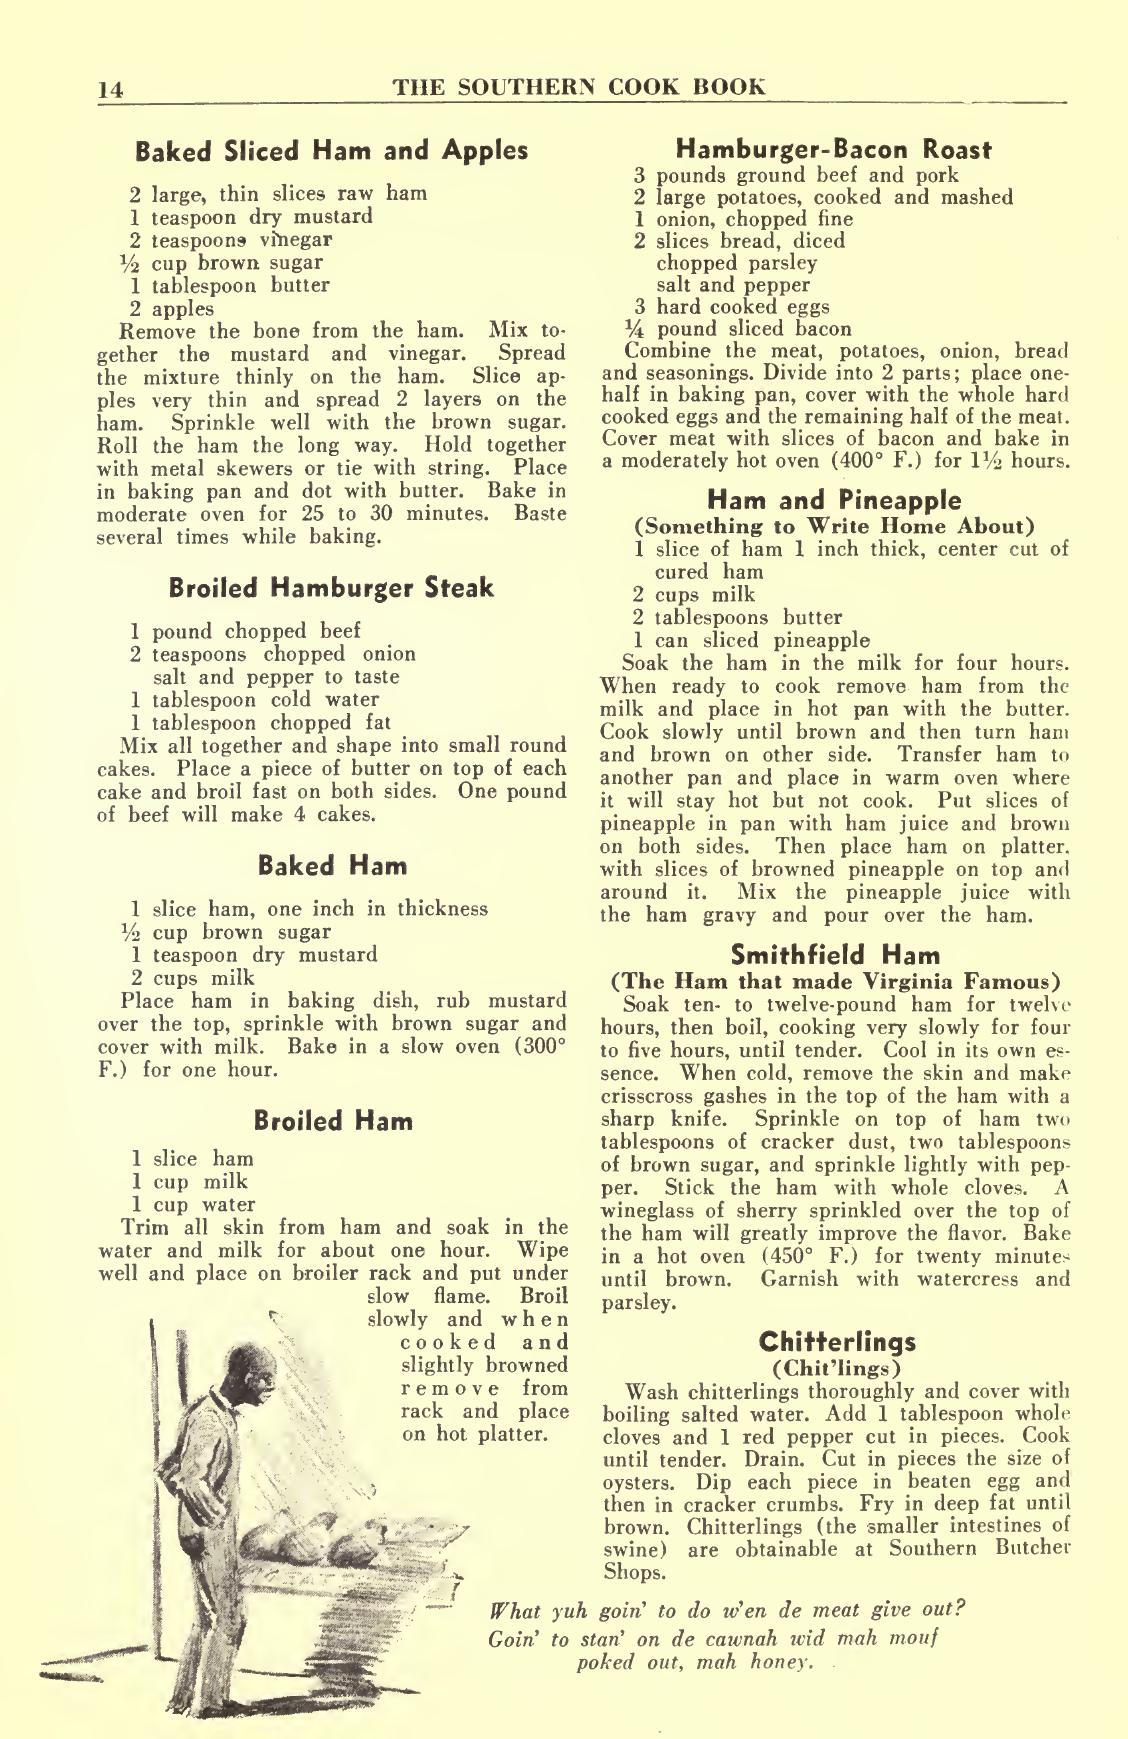 14
THE SOUTHERN COOK BOOK
Baked Sliced Ham and Apples
2 large, thin slices raw ham
1 teaspoon dry mustard
2 teaspoons vinegar
½ cup brown sugar
1 tablespoon butter
2 apples
Remove the bone from the ham. Mix to-
gether the mustard and vinegar. Spread
the mixture thinly on the ham. Slice ap-
ples very thin and spread 2 layers on the
ham. Sprinkle well with the brown sugar.
Roll the ham the long way. Hold together
with metal skewers or tie with string. Place
in baking pan and dot with butter. Bake in
moderate oven for 25 to 30 minutes. Baste
several times while baking.
Broiled Hamburger Steak
1 pound chopped beef
2 teaspoons chopped onion
salt and pepper to taste
1 tablespoon cold water
1 tablespoon chopped fat
Mix all together and shape into small round
cakes. Place a piece of butter on top of each
cake and broil fast on both sides. One pound
of beef will make 4 cakes.
Baked Ham
1 slice ham, one inch in thickness
½ cup brown sugar
1 teaspoon dry mustard
2 cups milk
Place ham in baking dish, rub mustard
over the top, sprinkle with brown sugar and
cover with milk. Bake in a slow oven (300°
F.) for one hour.
Broiled Ham
1 slice ham
1 cup milk
1 cup water
Trim all skin from ham and soak in the
water and milk for about one hour. Wipe
well and place on broiler rack and put under
slow flame. Broil
slowly and when
cooked and
slightly browned
remove from
rack and place
on hot platter.
Hamburger-Bacon Roast
3 pounds ground beef and pork
2 large potatoes, cooked and mashed
1 onion, chopped fine
2 slices bread, diced
chopped parsley
salt and pepper
3 hard cooked eggs
¼ pound sliced bacon
Combine the meat, potatoes, onion, bread
and seasonings. Divide into 2 parts; place one-
half in baking pan, cover with the whole hard
cooked eggs and the remaining half of the meat.
Cover meat with slices of bacon and bake in
a moderately hot oven (400° F.) for 1½ hours.
Ham and Pineapple
(Something to Write Home About)
1 slice of ham 1 inch thick, center cut of
cured ham
2 cups milk
2 tablespoons butter
1 can sliced pineapple
Soak the ham in the milk for four hours.
When ready to cook remove ham from the
milk and place in hot pan with the butter.
Cook slowly until brown and then turn ham
and brown on other side. Transfer ham to
another pan and place in warm oven where
it will stay hot but not cook. Put slices of
pineapple in pan with ham juice and brown
on both sides. Then place ham on platter,
with slices of browned pineapple on top and
around it. Mix the pineapple juice with
the ham gravy and pour over the ham.
Smithfield Ham
(The Ham that made Virginia Famous)
Soak ten- to twelve-pound ham for twelve
hours, then boil, cooking very slowly for four
to five hours, until tender. Cool in its own es-
sence. When cold, remove the skin and make
crisscross gashes in the top of the ham with a
sharp knife. Sprinkle on top of ham two
tablespoons of cracker dust, two tablespoons
of brown sugar, and sprinkle lightly with pep-
per. Stick the ham with whole cloves. A
wineglass of sherry sprinkled over the top of
the ham will greatly improve the flavor. Bake
in a hot oven (450° F.) for twenty minutes
until brown. Garnish with watercress and
parsley.
Chitterlings
(Chit'lings)
Wash chitterlings thoroughly and cover with
boiling salted water. Add 1 tablespoon whole
cloves and 1 red pepper cut in pieces. Cook
until tender. Drain. Cut in pieces the size of
oysters. Dip each piece in beaten egg and
then in cracker crumbs. Fry in deep fat until
brown. Chitterlings (the smaller intestines of
swine) are obtainable at Southern Butcher
Shops.
What yuh goin' to do w'en de meat give out?
Goin' to stan' on de cawnah wid mah mouf
poked out, mah honey.